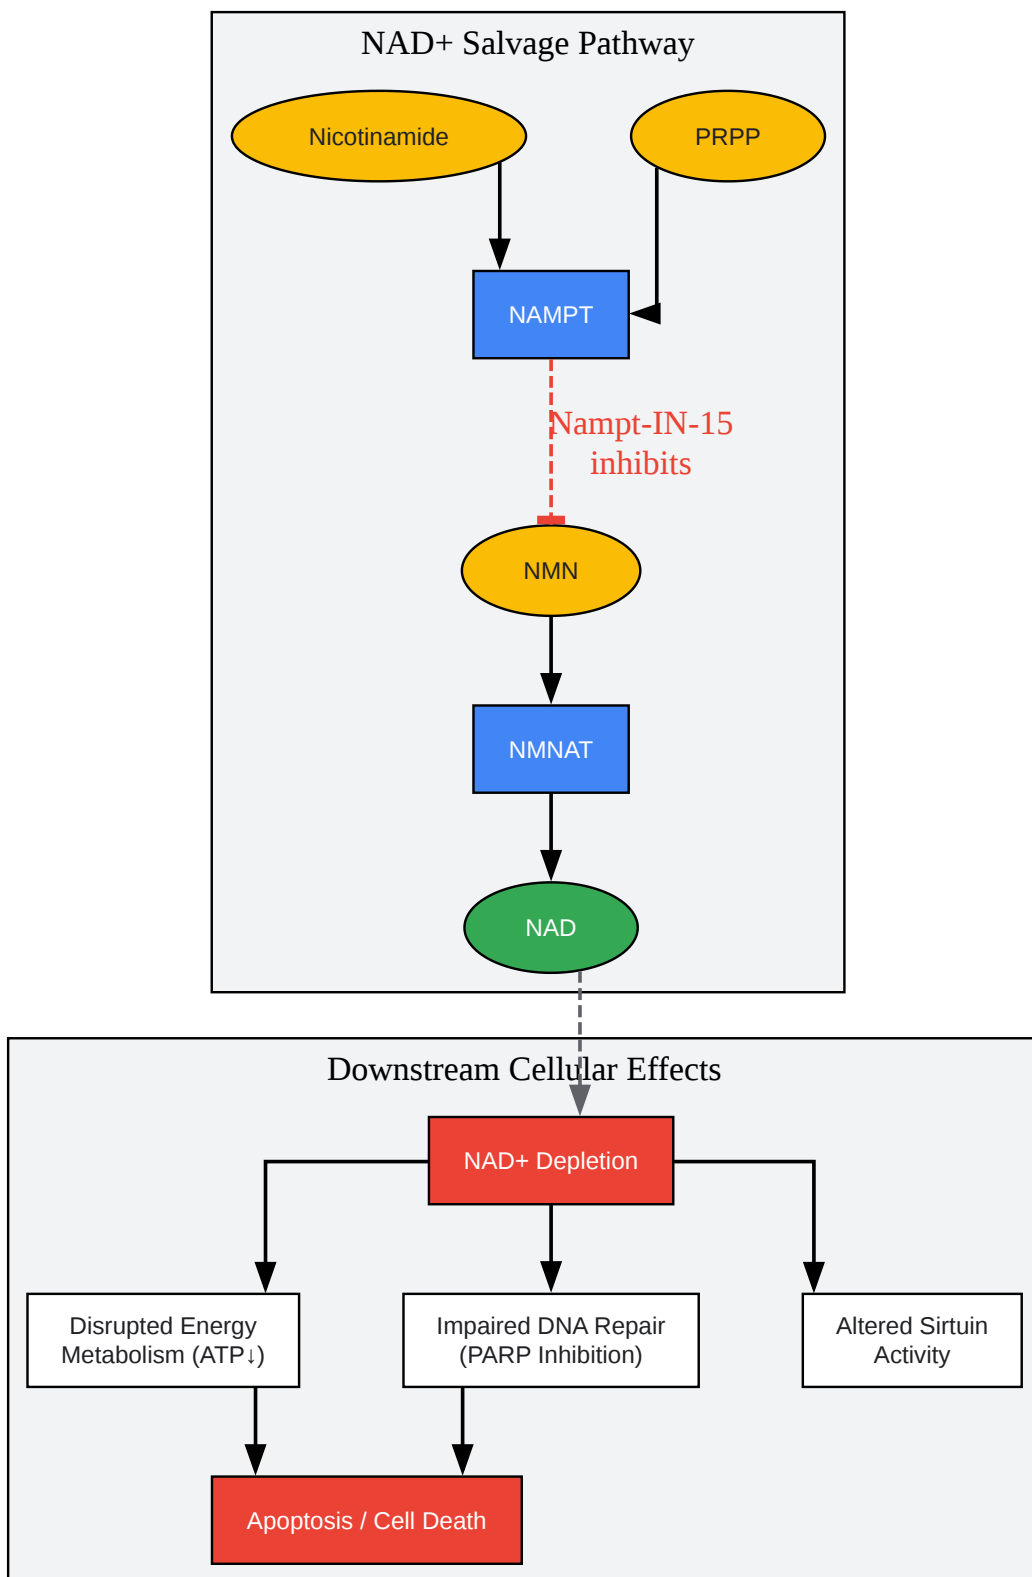 NAD+ Salvage Pathway
Nicotinamide
PRPP
NAMPT
Nampt-IN-15
inhibits
NMN
NMNAT
NAD
Downstream Cellular Effects
NAD+ Depletion
Disrupted Energy
Metabolism (ATP↓)
Impaired DNA Repair
(PARP Inhibition)
Altered Sirtuin
Activity
Apoptosis / Cell Death